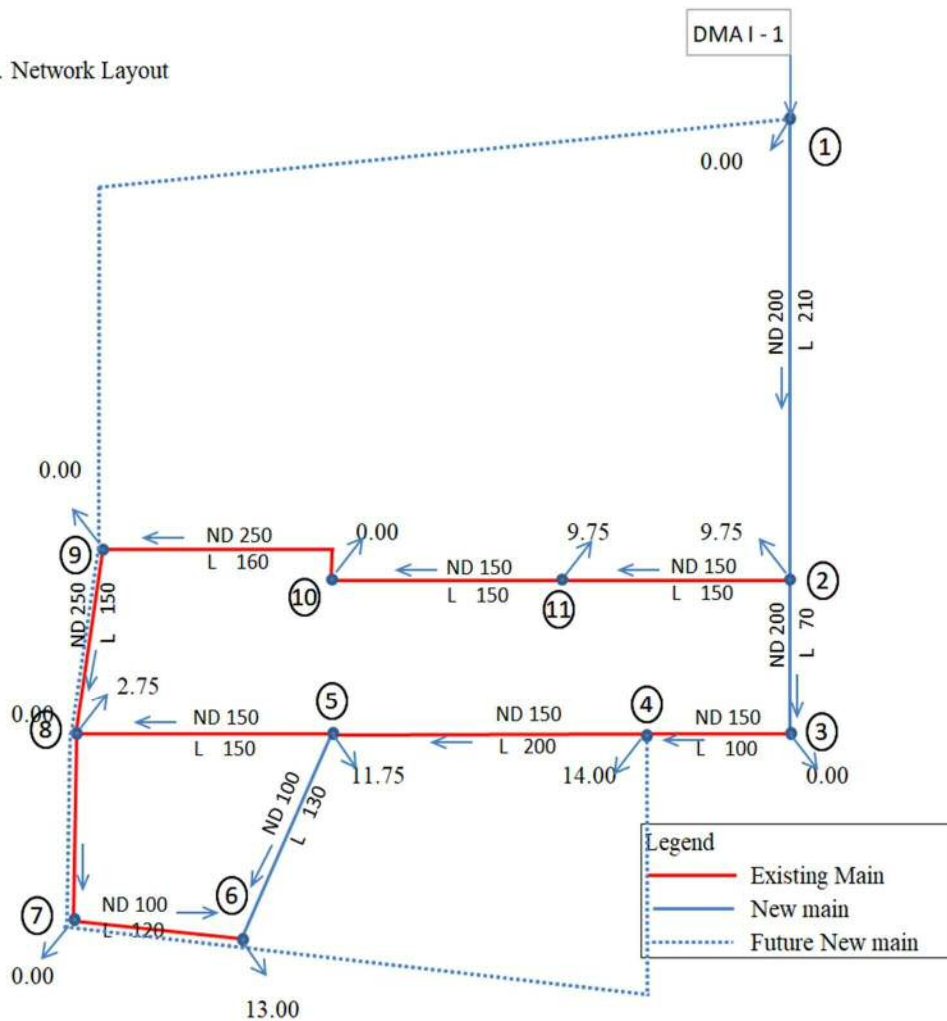 DMA I - 1
. Network Layout
1
0.00
ND 200
L 210
0.00
ND 250
L 160
0.00
9.75
9.75
9
10
ND 150
L 150
11
ND 150
L 150
2
ND 250
L 150
ND 200
L 70
2.75
0.00
8
ND 150
L 150
5
ND 150
L 200
4
ND 150
L 100
3
11.75
14.00
0.00
ND 100
L 130
Legend
Existing Main
New main
Future New main
7
ND 100
L 120
6
0.00
13.00